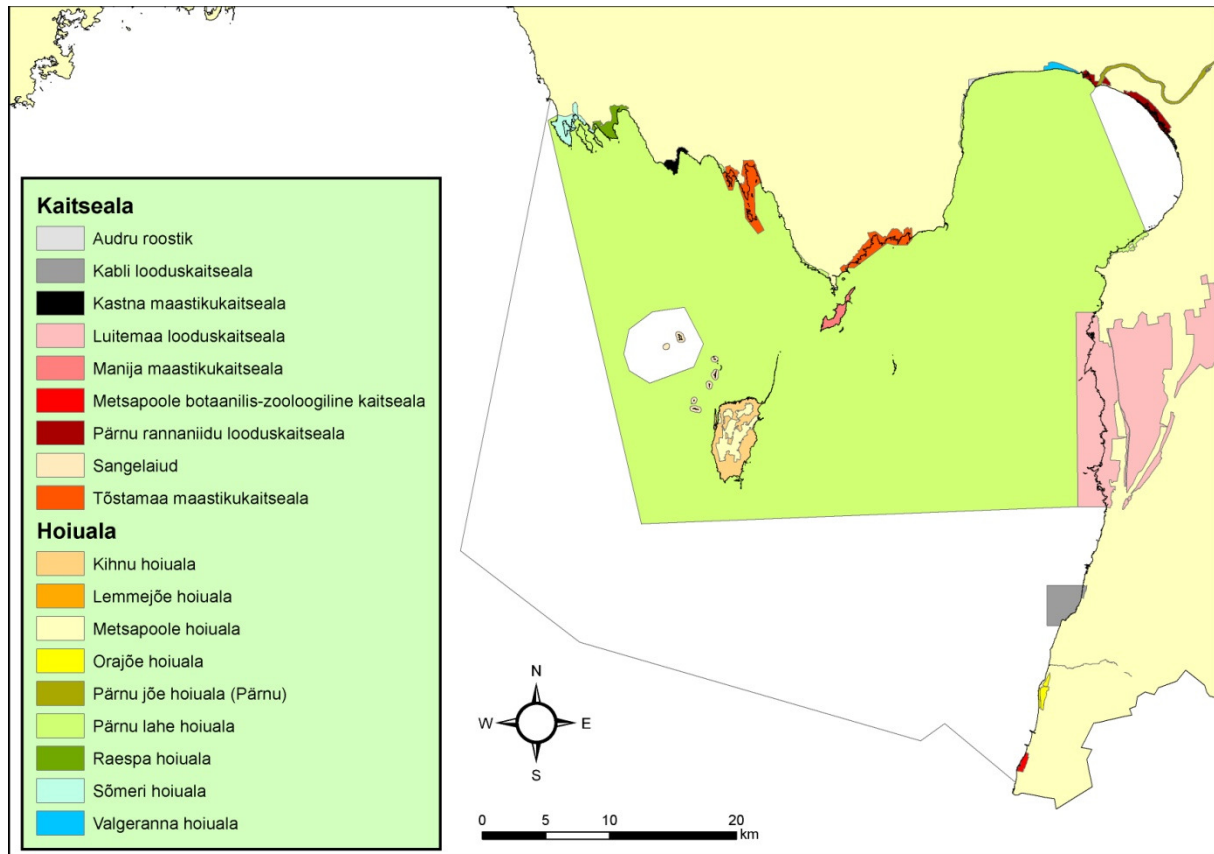 Kaitseala
Audru roostik
Kabli looduskaitseala
Kastna maastikukaitseala
Luitemaa looduskaitseala
Manija maastikukaitseala
Metsapoole botaanilis-zooloogiline kaitseala
Pärnu rannaniidu looduskaitseala
Sangelaiud
Tõstamaa maastikukaitseala
Hoiuala
Kihnu hoiuala
Lemmejõe hoiuala
Metsapoole hoiuala
Orajõe hoiuala
Pärnu jõe hoiuala (Pärnu)
Pärnu lahe hoiuala
Raespa hoiuala
Sõmeri hoiuala
Valgeranna hoiuala
N
W E
S
0 5 10 20
km